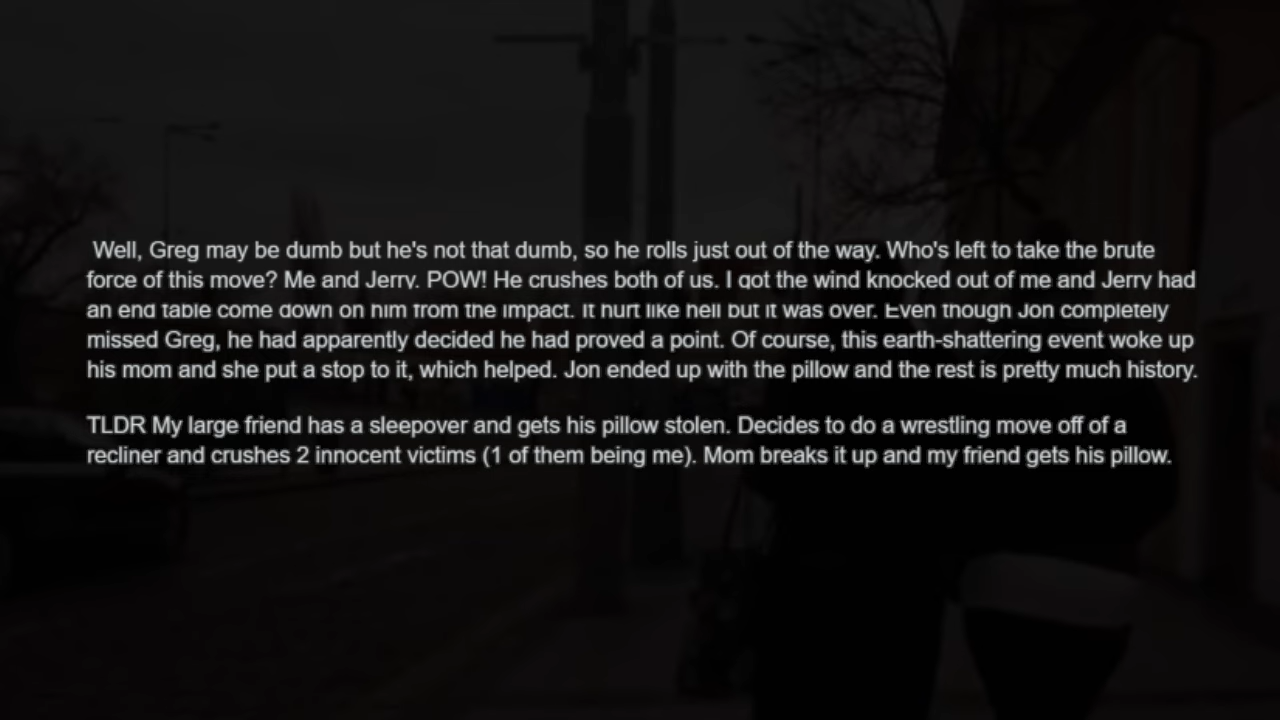 Well, Greg may be dumb but he's not that dumb, so he rolls just out of the way. Who's left to take the brute
force of this move? Me and Jerry. POW! He crushes both of us. I got the wind knocked out of me and Jerry had
an end table come down on him from the impact. It hurt like hell but it was over. Even though Jon completely
missed Greg, he had apparently decided he had proved a point. Of course, this earth-shattering event woke up
his mom and she put a stop to it, which helped. Jon ended up with the pillow and the rest is pretty much history.
TLDR My large friend has a sleepover and gets his pillow stolen. Decides to do a wrestling move off of a
recliner and crushes 2 innocent victims (1 of them being me). Mom breaks it up and my friend gets his pillow.